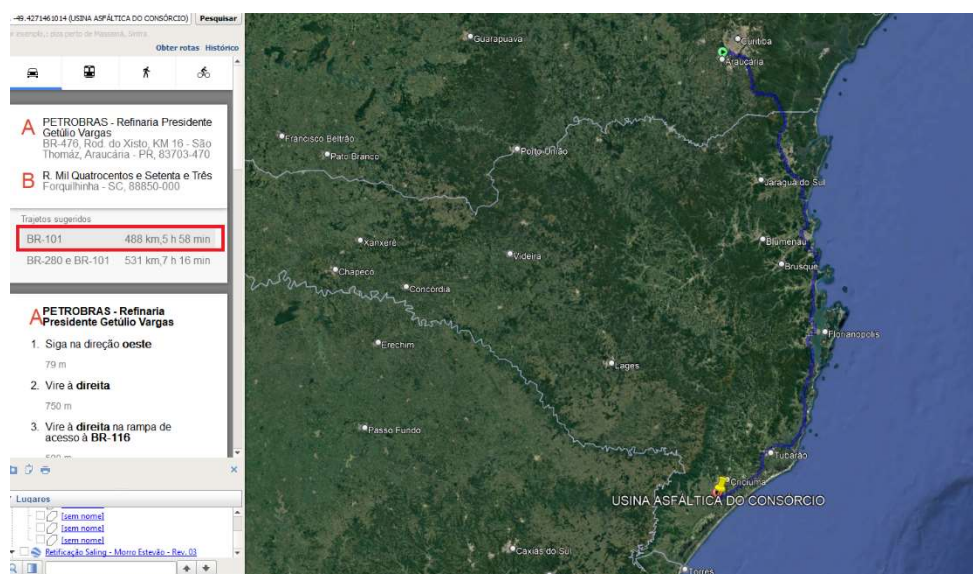 -49.4271461014 (USINA ASFÁLTICA DO CONSÓRCIO) Pesquisar
Obter rotas Histórico
A PETROBRAS - Refinaria Presidente
Getúlio Vargas
BR-476, Rod. do Xisto, KM 16 - São
Thomáz, Araucária - PR, 83703-470
B R. Mil Quatrocentos e Setenta e Três
Forquilhinha - SC, 88850-000
Trajetos sugeridos
BR-101 488 km,5 h 58 min
BR-280 e BR-101 531 km,7 h 16 min
A PETROBRAS - Refinaria
Presidente Getúlio Vargas
1. Siga na direção oeste
79 m
2. Vire à direita
750 m
3. Vire à direita na rampa de
acesso à BR-116
Lugares
[sem nome]
[sem nome]
[sem nome]
Retificação Saling - Morro Estevão - Rev. 03
Guarapuava
Curitiba
Araucária
Francisco Beltrão
Pato Branco
Porto União
Jaraguá do Sul
Xanxerê
Blumenau
Videira
Brusque
Chapecó
Concórdia
Florianópolis
Erechim
Lages
Passo Fundo
Tubarão
Criciúma
USINA ASFÁLTICA DO CONSÓRCIO
Caxias do Sul
Torres